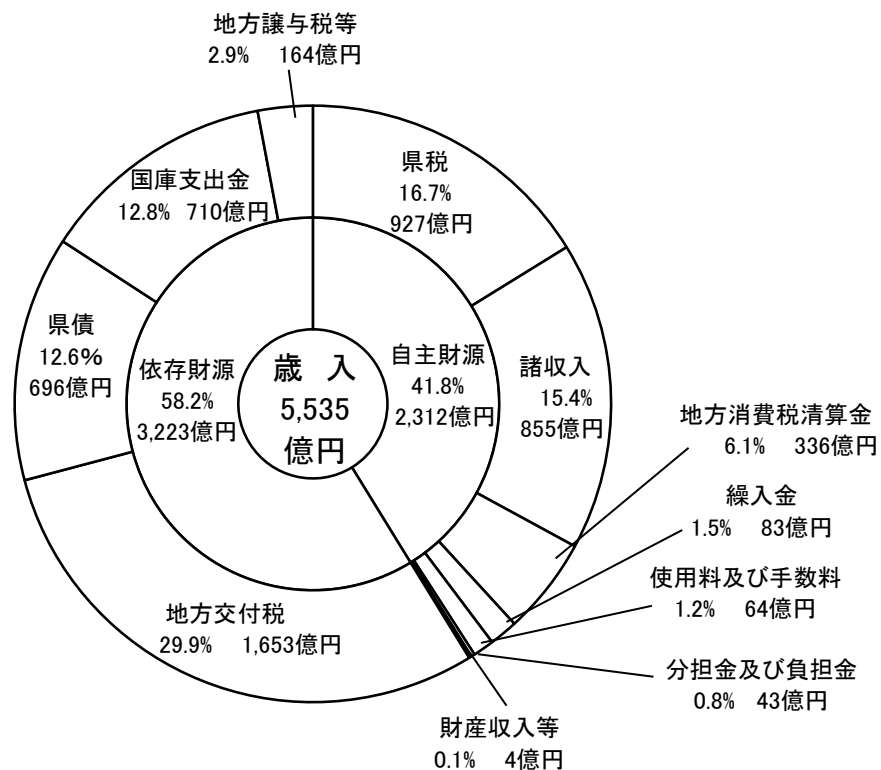 地方譲与税等
2.9% 164億円
県税
16.7%
927億円
国庫支出金
12.8% 710億円
県債
12.6%
696億円
依存財源
58.2%
3,223億円
歳 入
5,535
億円
自主財源
41.8%
2,312億円
諸収入
15.4%
855億円
地方消費税清算金
6.1% 336億円
繰入金
1.5% 83億円
使用料及び手数料
1.2% 64億円
地方交付税
29.9% 1,653億円
分担金及び負担金
0.8% 43億円
財産収入等
0.1% 4億円